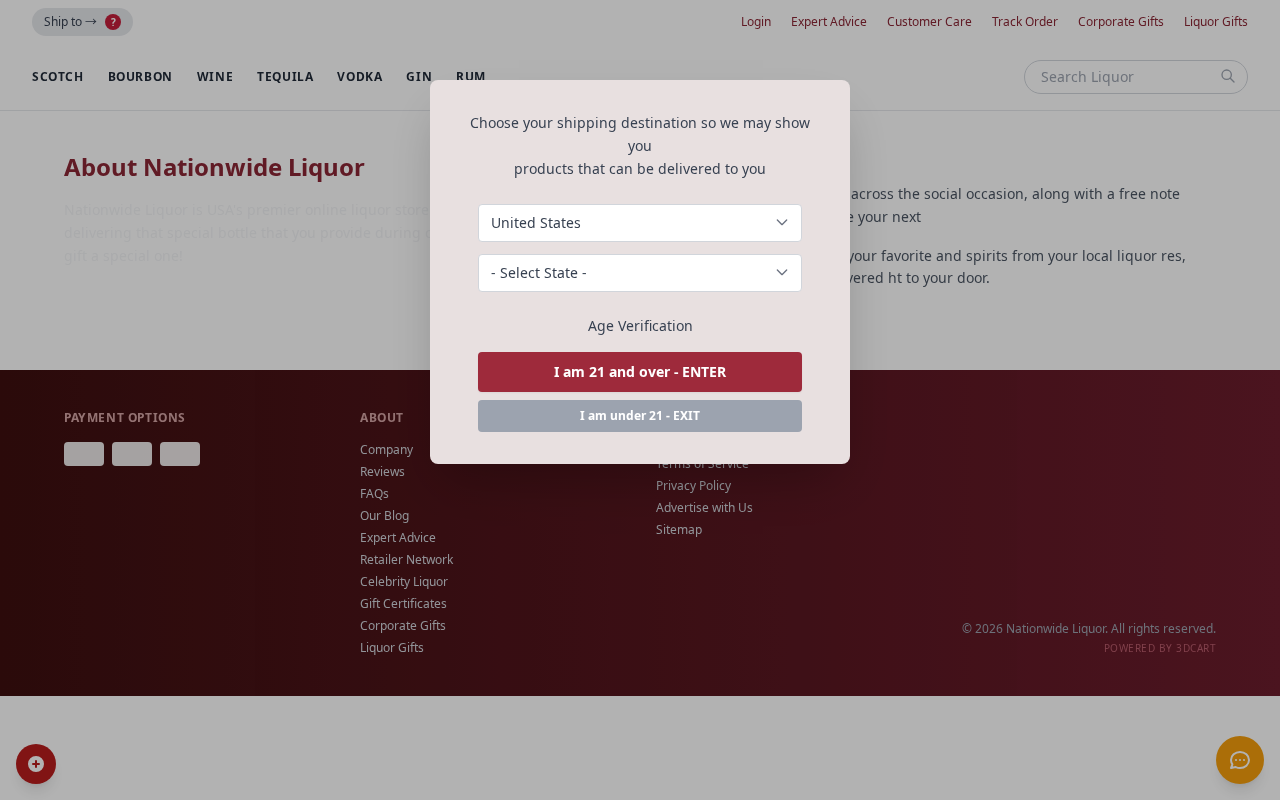 Ship to → ?
Login Expert Advice Customer Care Track Order Corporate Gifts Liquor Gifts
SCOTCH BOURBON WINE TEQUILA VODKA GIN RUM
Search Liquor
Choose your shipping destination so we may show
you
products that can be delivered to you
United States
- Select State -
Age Verification
I am 21 and over - ENTER
I am under 21 - EXIT
About Nationwide Liquor
Nationwide Liquor is USA's premier online liquor store
delivering that special bottle that you provide during
gift a special one!
across the social occasion, along with a free note
your next
your favorite and spirits from your local liquor res,
vered ht to your door.
PAYMENT OPTIONS
ABOUT
Company
Reviews
FAQs
Our Blog
Expert Advice
Retailer Network
Celebrity Liquor
Gift Certificates
Corporate Gifts
Liquor Gifts
Terms of Service
Privacy Policy
Advertise with Us
Sitemap
© 2026 Nationwide Liquor. All rights reserved.
POWERED BY 3DCART